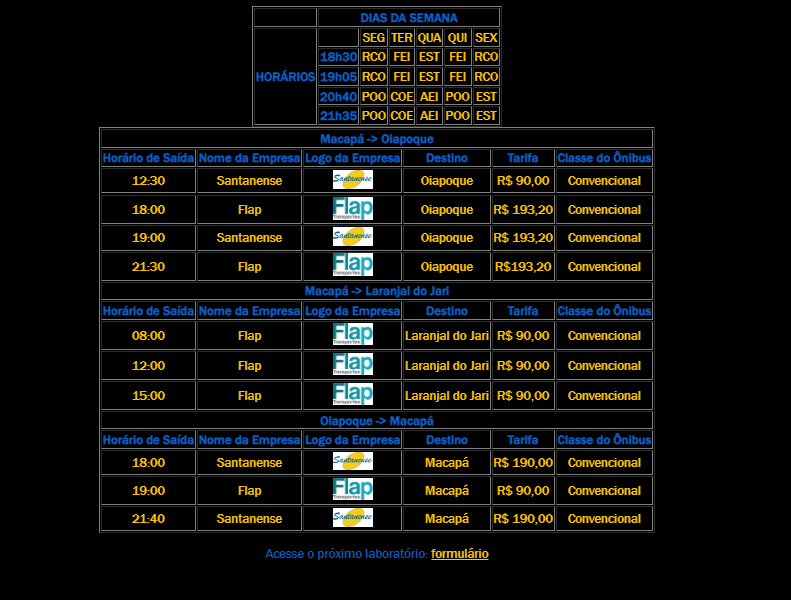 DIAS DA SEMANA
SEG TER QUA QUI SEX
18h30 RCO FEI EST FEI RCO
HORÁRIOS 19h05 RCO FEI EST FEI RCO
20h40 POO COE AEI POO EST
21h35 POO COE AEI POO EST
Macapá -> Oiapoque
Horário de Saída Nome da Empresa Logo da Empresa Destino Tarifa Classe do Ônibus
12:30 Santanense Santanense Oiapoque R$ 90,00 Convencional
18:00 Flap Flap Transportes Oiapoque R$ 193,20 Convencional
19:00 Santanense Santanense Oiapoque R$ 193,20 Convencional
21:30 Flap Flap Transportes Oiapoque R$193,20 Convencional
Macapá -> Laranjal do Jari
Horário de Saída Nome da Empresa Logo da Empresa Destino Tarifa Classe do Ônibus
08:00 Flap Flap Transportes Laranjal do Jari R$ 90,00 Convencional
12:00 Flap Flap Transportes Laranjal do Jari R$ 90,00 Convencional
15:00 Flap Flap Transportes Laranjal do Jari R$ 90,00 Convencional
Oiapoque -> Macapá
Horário de Saída Nome da Empresa Logo da Empresa Destino Tarifa Classe do Ônibus
18:00 Santanense Santanense Macapá R$ 190,00 Convencional
19:00 Flap Flap Transportes Macapá R$ 90,00 Convencional
21:40 Santanense Santanense Macapá R$ 190,00 Convencional
Acesse o próximo laboratório: formulário